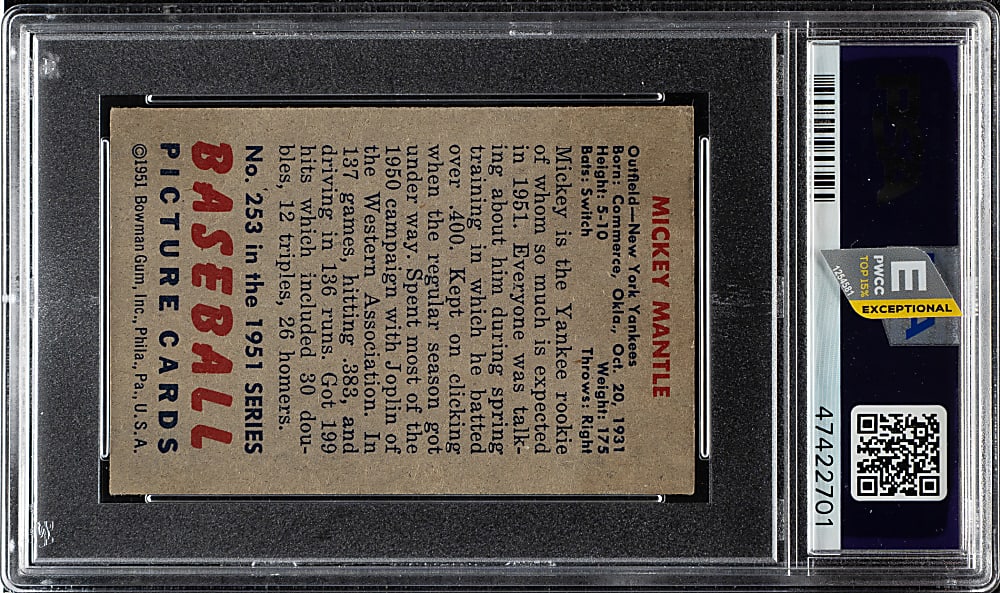 MICKEY MANTLE
Outfield—New York Yankees
Born: Commerce, Okla., Oct. 20, 1931
Height: 5-10 Weight: 175
Bats: Switch Throws: Right
Mickey is the Yankee rookie
of whom so much is expected
in 1951. Everyone was talk-
ing about him during spring
training in which he batted
over .400. Kept on clicking
when the regular season got
under way. Spent most of the
1950 campaign with Joplin of
the Western Association. In
137 games, hitting .383, and
driving in 136 runs. Got 199
hits which included 30 dou-
bles, 12 triples, 26 homers.
No. 253 in the 1951 SERIES
BASEBALL
PICTURE CARDS
©1951 Bowman Gum, Inc., Phila., Pa., U.S.A.
PSA
E
PWCC
TOP 15%
EXCEPTIONAL
1254581
47422701